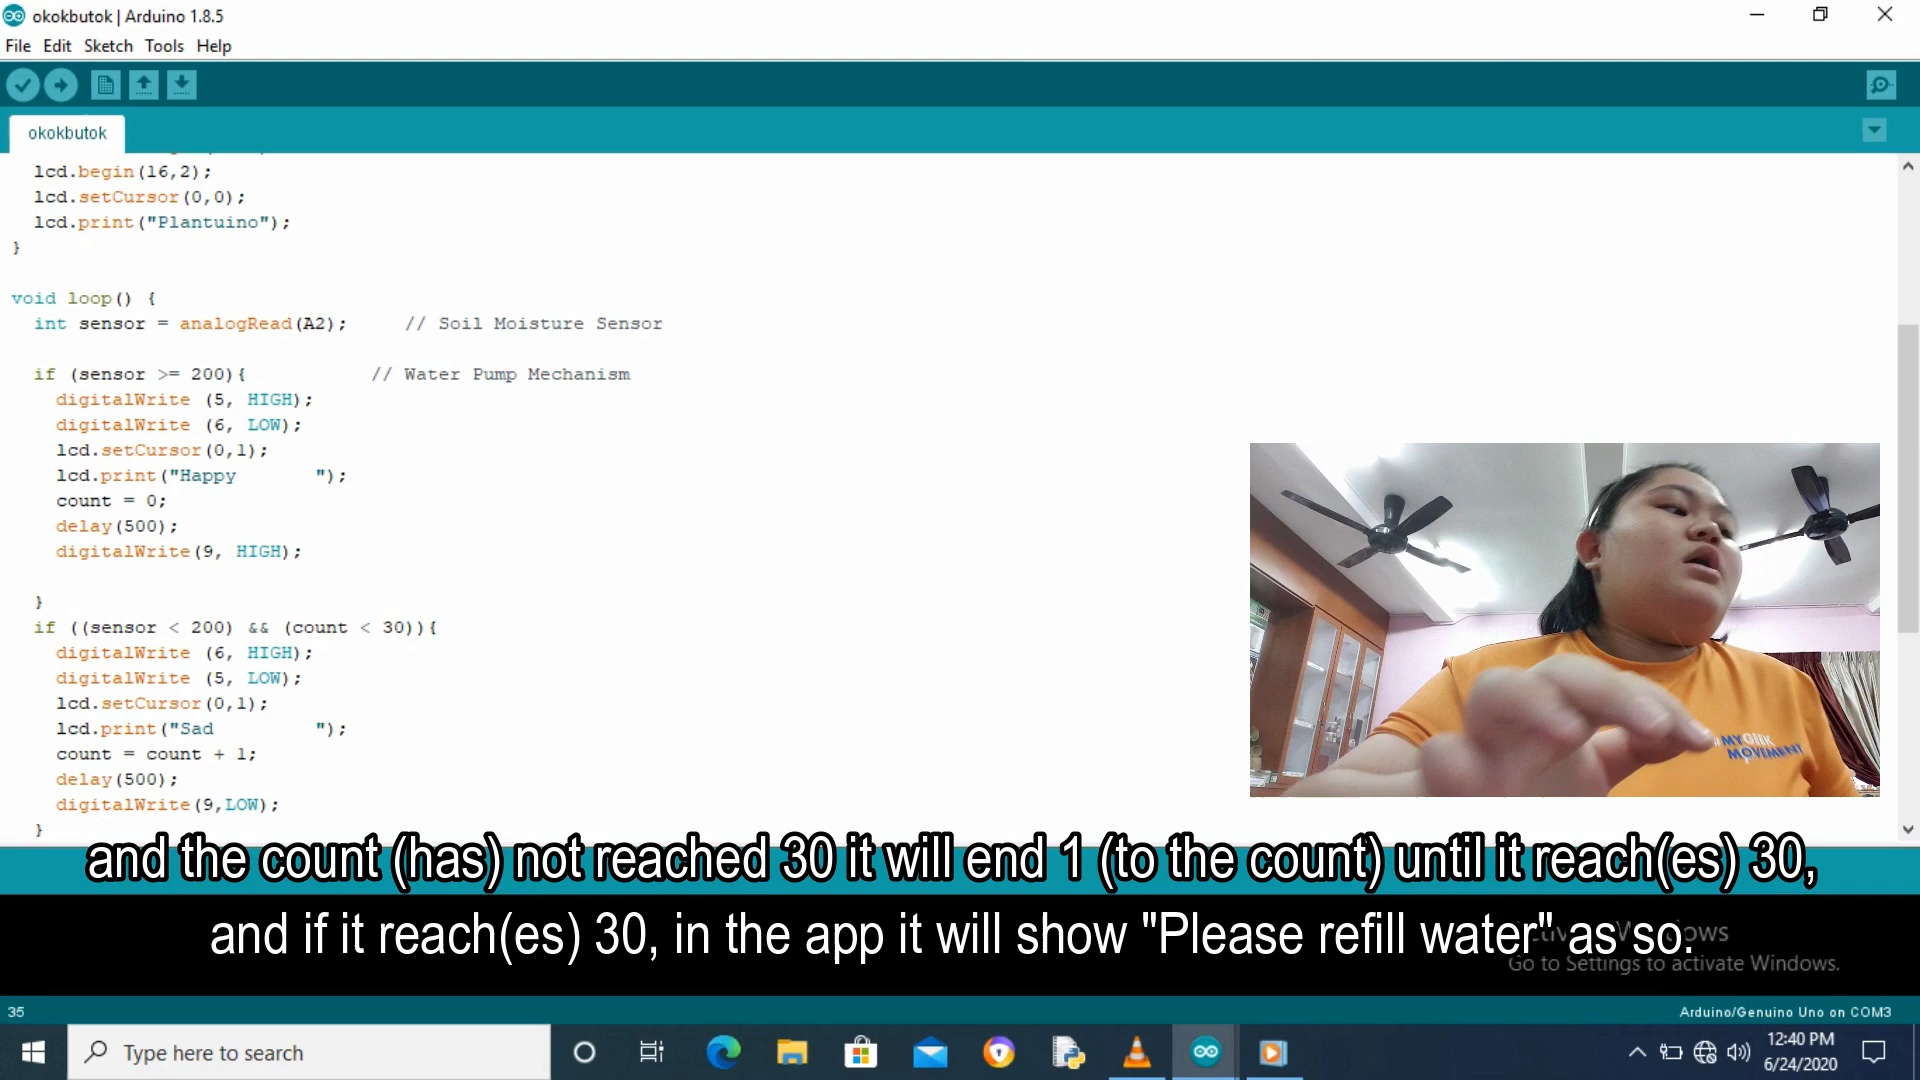 okokbutok | Arduino 1.8.5
File Edit Sketch Tools Help
okokbutok
lcd.begin(16,2);
lcd.setCursor(0,0);
lcd.print("Plantuino");
}
void loop() {
int sensor = analogRead(A2); // Soil Moisture Sensor
if (sensor >= 200){ // Water Pump Mechanism
digitalWrite (5, HIGH);
digitalWrite (6, LOW);
lcd.setCursor(0,1);
lcd.print("Happy       ");
count = 0;
delay(500);
digitalWrite(9, HIGH);
}
if ((sensor < 200) && (count < 30)){
digitalWrite (6, HIGH);
digitalWrite (5, LOW);
lcd.setCursor(0,1);
lcd.print("Sad         ");
count = count + 1;
delay(500);
digitalWrite(9,LOW);
}
#MYGEEK
MOVEMENT
and the count (has) not reached 30 it will end 1 (to the count) until it reach(es) 30,
and if it reach(es) 30, in the app it will show "Please refill water" as so.
Go to Settings to activate Windows.
35
Arduino/Genuino Uno on COM3
Type here to search
12:40 PM
6/24/2020